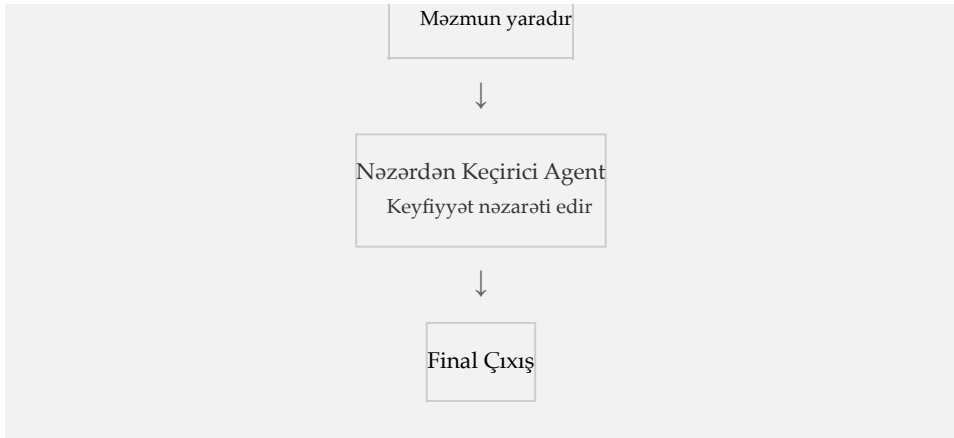 Məzmun yaradır
↓
Nəzərdən Keçirici Agent
Keyfiyyət nəzarəti edir
↓
Final Çıxış